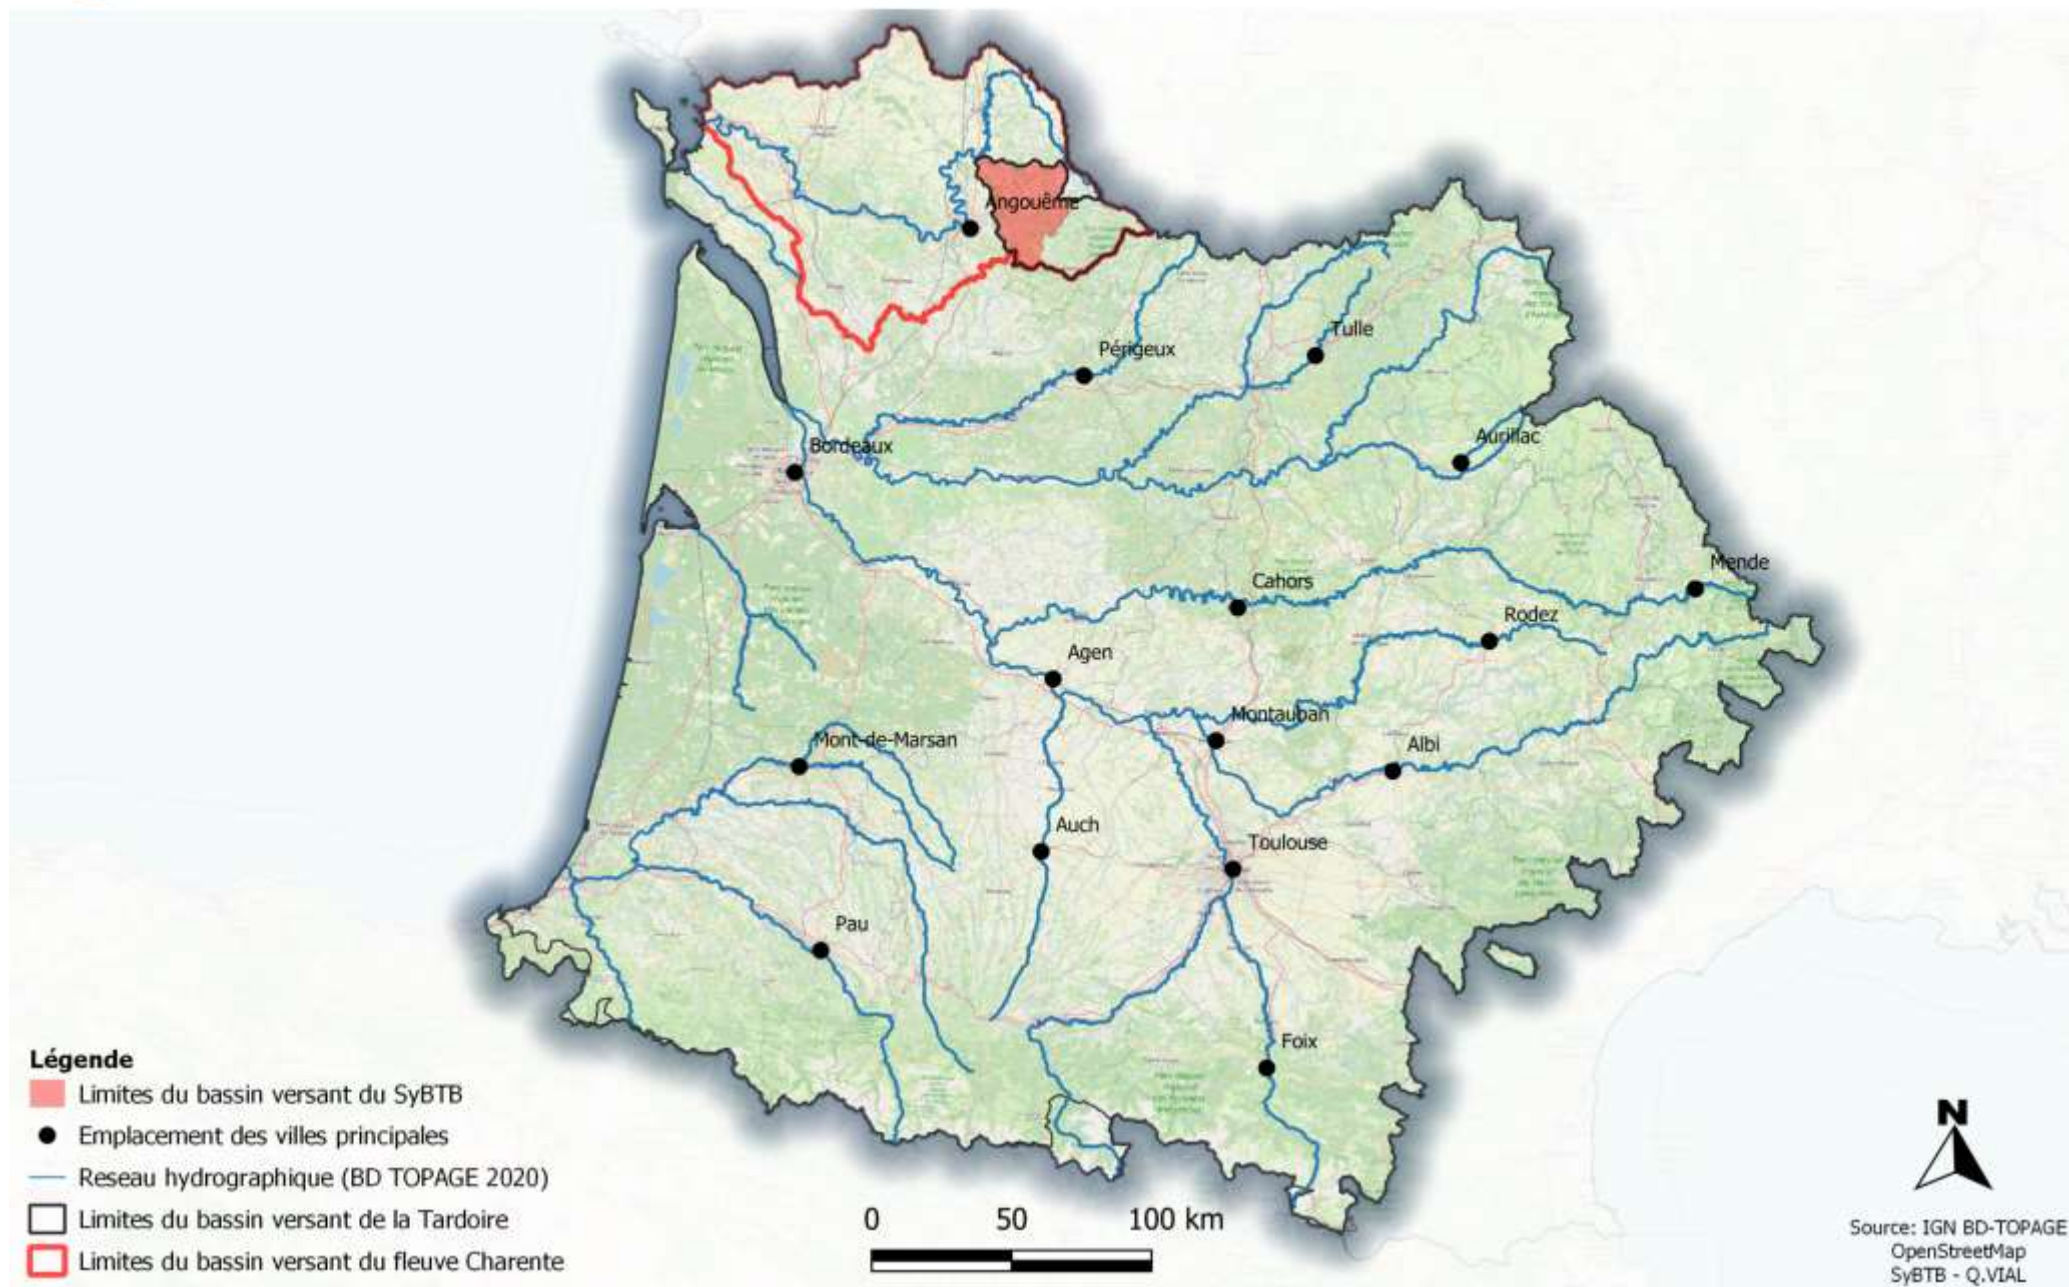 Angouême
Périgeux
Tulle
Bordeaux
Aurillac
Mende
Cahors
Rodez
Agen
Montauban
Mont-de-Marsan
Albi
Auch
Toulouse
Pau
Foix
Légende
Limites du bassin versant du SyBTB
Emplacement des villes principales
Reseau hydrographique (BD TOPAGE 2020)
Limites du bassin versant de la Tardoire
Limites du bassin versant du fleuve Charente
0 50 100 km
N
Source: IGN BD-TOPAGE
OpenStreetMap
SyBTB - Q.VIAL